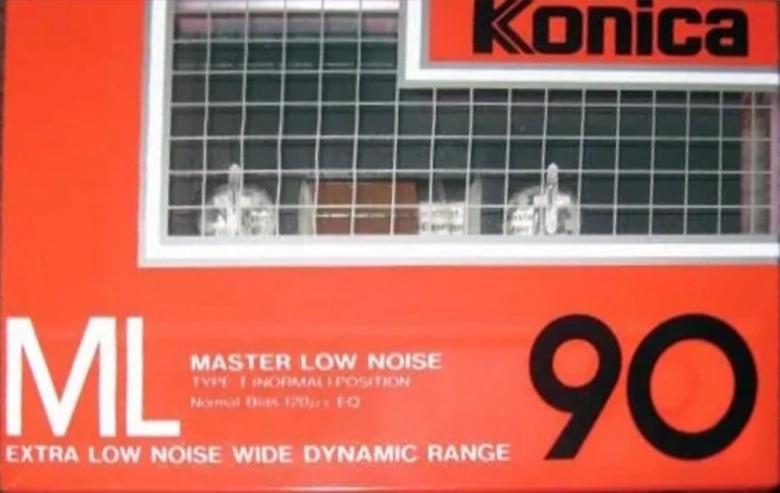 Konica
ML
MASTER LOW NOISE
TYPE I (NORMAL) POSITION
Normal Bias 120μs EQ
90
EXTRA LOW NOISE WIDE DYNAMIC RANGE